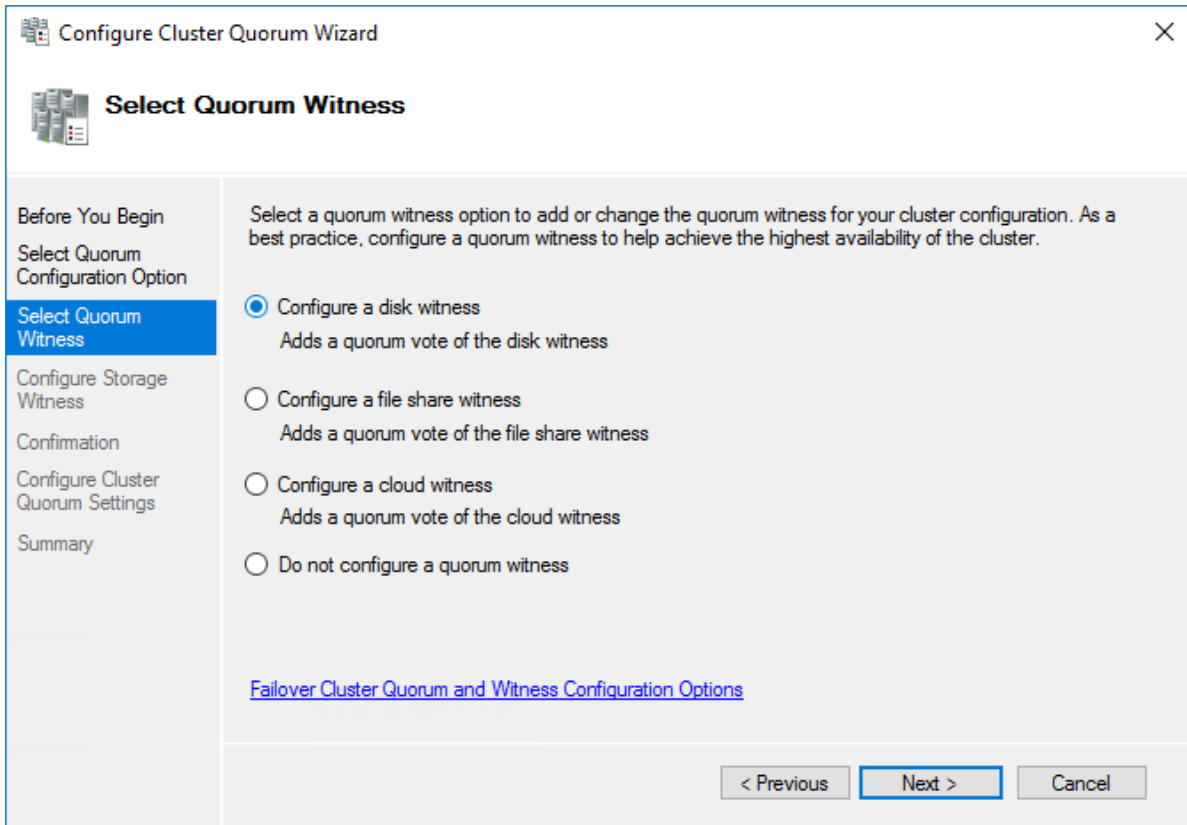 Configure Cluster Quorum Wizard
Select Quorum Witness
Before You Begin
Select Quorum
Configuration Option
Select Quorum
Witness
Configure Storage
Witness
Confirmation
Configure Cluster
Quorum Settings
Summary
Select a quorum witness option to add or change the quorum witness for your cluster configuration. As a
best practice, configure a quorum witness to help achieve the highest availability of the cluster.
Configure a disk witness
Adds a quorum vote of the disk witness
Configure a file share witness
Adds a quorum vote of the file share witness
Configure a cloud witness
Adds a quorum vote of the cloud witness
Do not configure a quorum witness
Failover Cluster Quorum and Witness Configuration Options
< Previous
Next >
Cancel